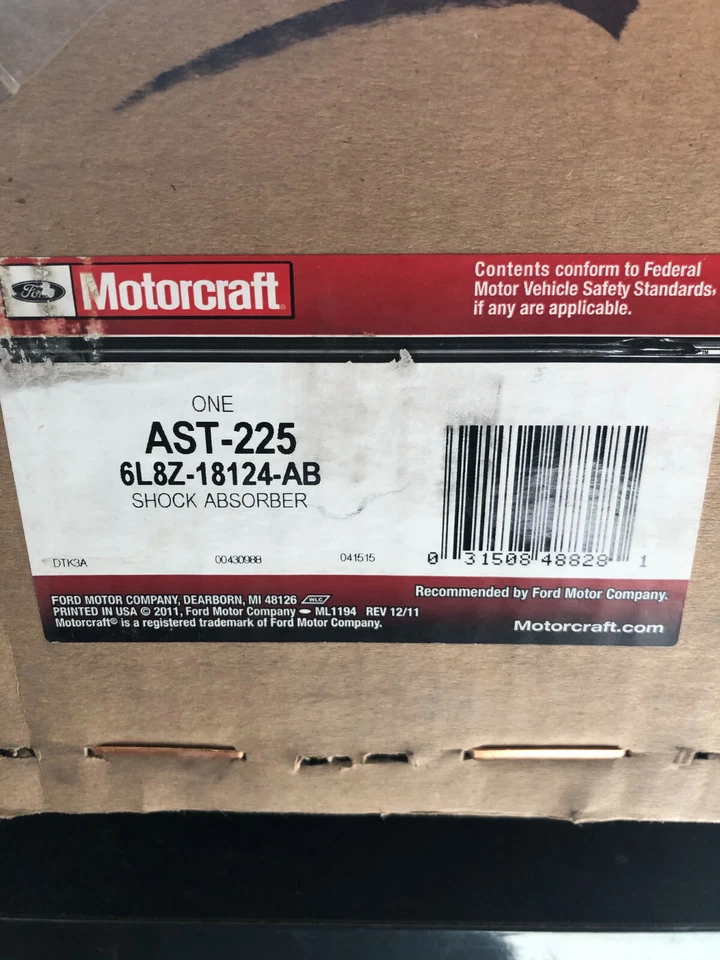 Ford
Motorcraft
Contents conform to Federal
Motor Vehicle Safety Standards,
if any are applicable.
ONE
AST-225
6L8Z-18124-AB
SHOCK ABSORBER
DTK3A 00430988 041515
0 31508 48828 1
FORD MOTOR COMPANY, DEARBORN, MI 48126 WLC
PRINTED IN USA © 2011, Ford Motor Company ML1194 REV 12/11
Motorcraft® is a registered trademark of Ford Motor Company.
Recommended by Ford Motor Company.
Motorcraft.com